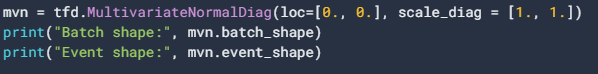 mvn = tfd.MultivariateNormalDiag(loc=[0., 0.], scale_diag = [1., 1.])
print("Batch shape:", mvn.batch_shape)
print("Event shape:", mvn.event_shape)